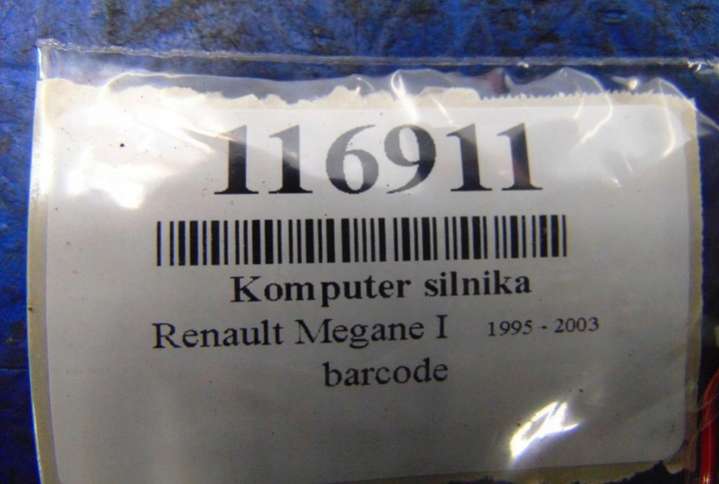 116911
Komputer silnika
Renault Megane I 1995 - 2003
barcode